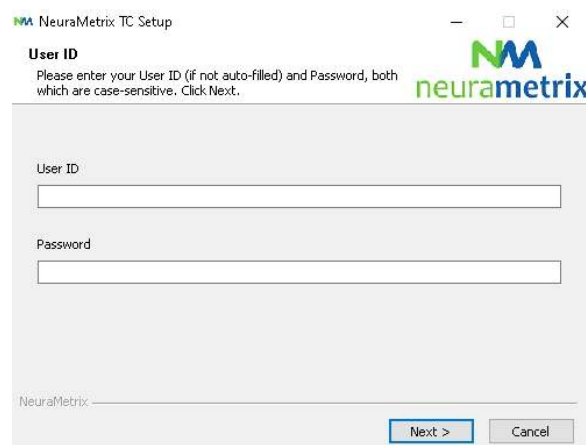 NM NeuraMetrix TC Setup
User ID
Please enter your User ID (if not auto-filled) and Password, both
which are case-sensitive. Click Next.
NM
neurametrix
User ID
Password
NeuraMetrix
Next >
Cancel